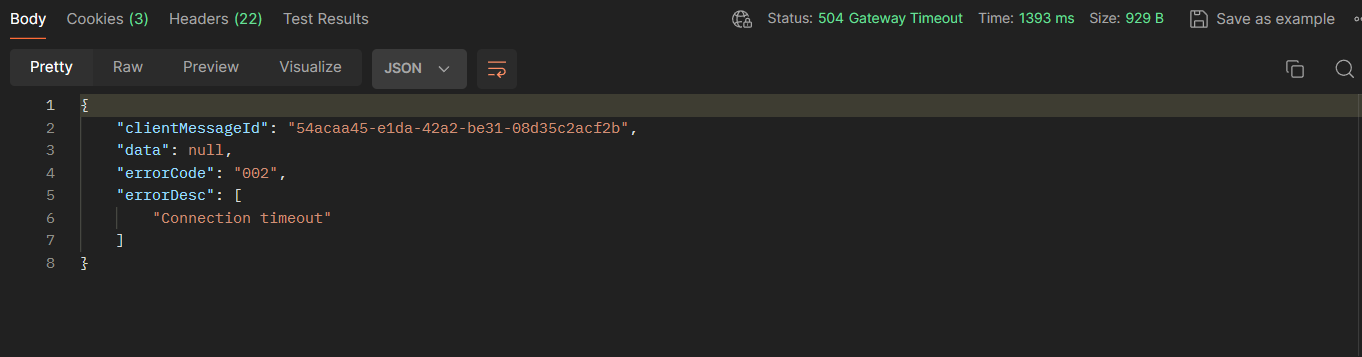 Body Cookies (3) Headers (22) Test Results Status: 504 Gateway Timeout Time: 1393 ms Size: 929 B Save as example
Pretty Raw Preview Visualize JSON
1 {
2 "clientMessageId": "54acaa45-e1da-42a2-be31-08d35c2acf2b",
3 "data": null,
4 "errorCode": "002",
5 "errorDesc": [
6 "Connection timeout"
7 ]
8 }